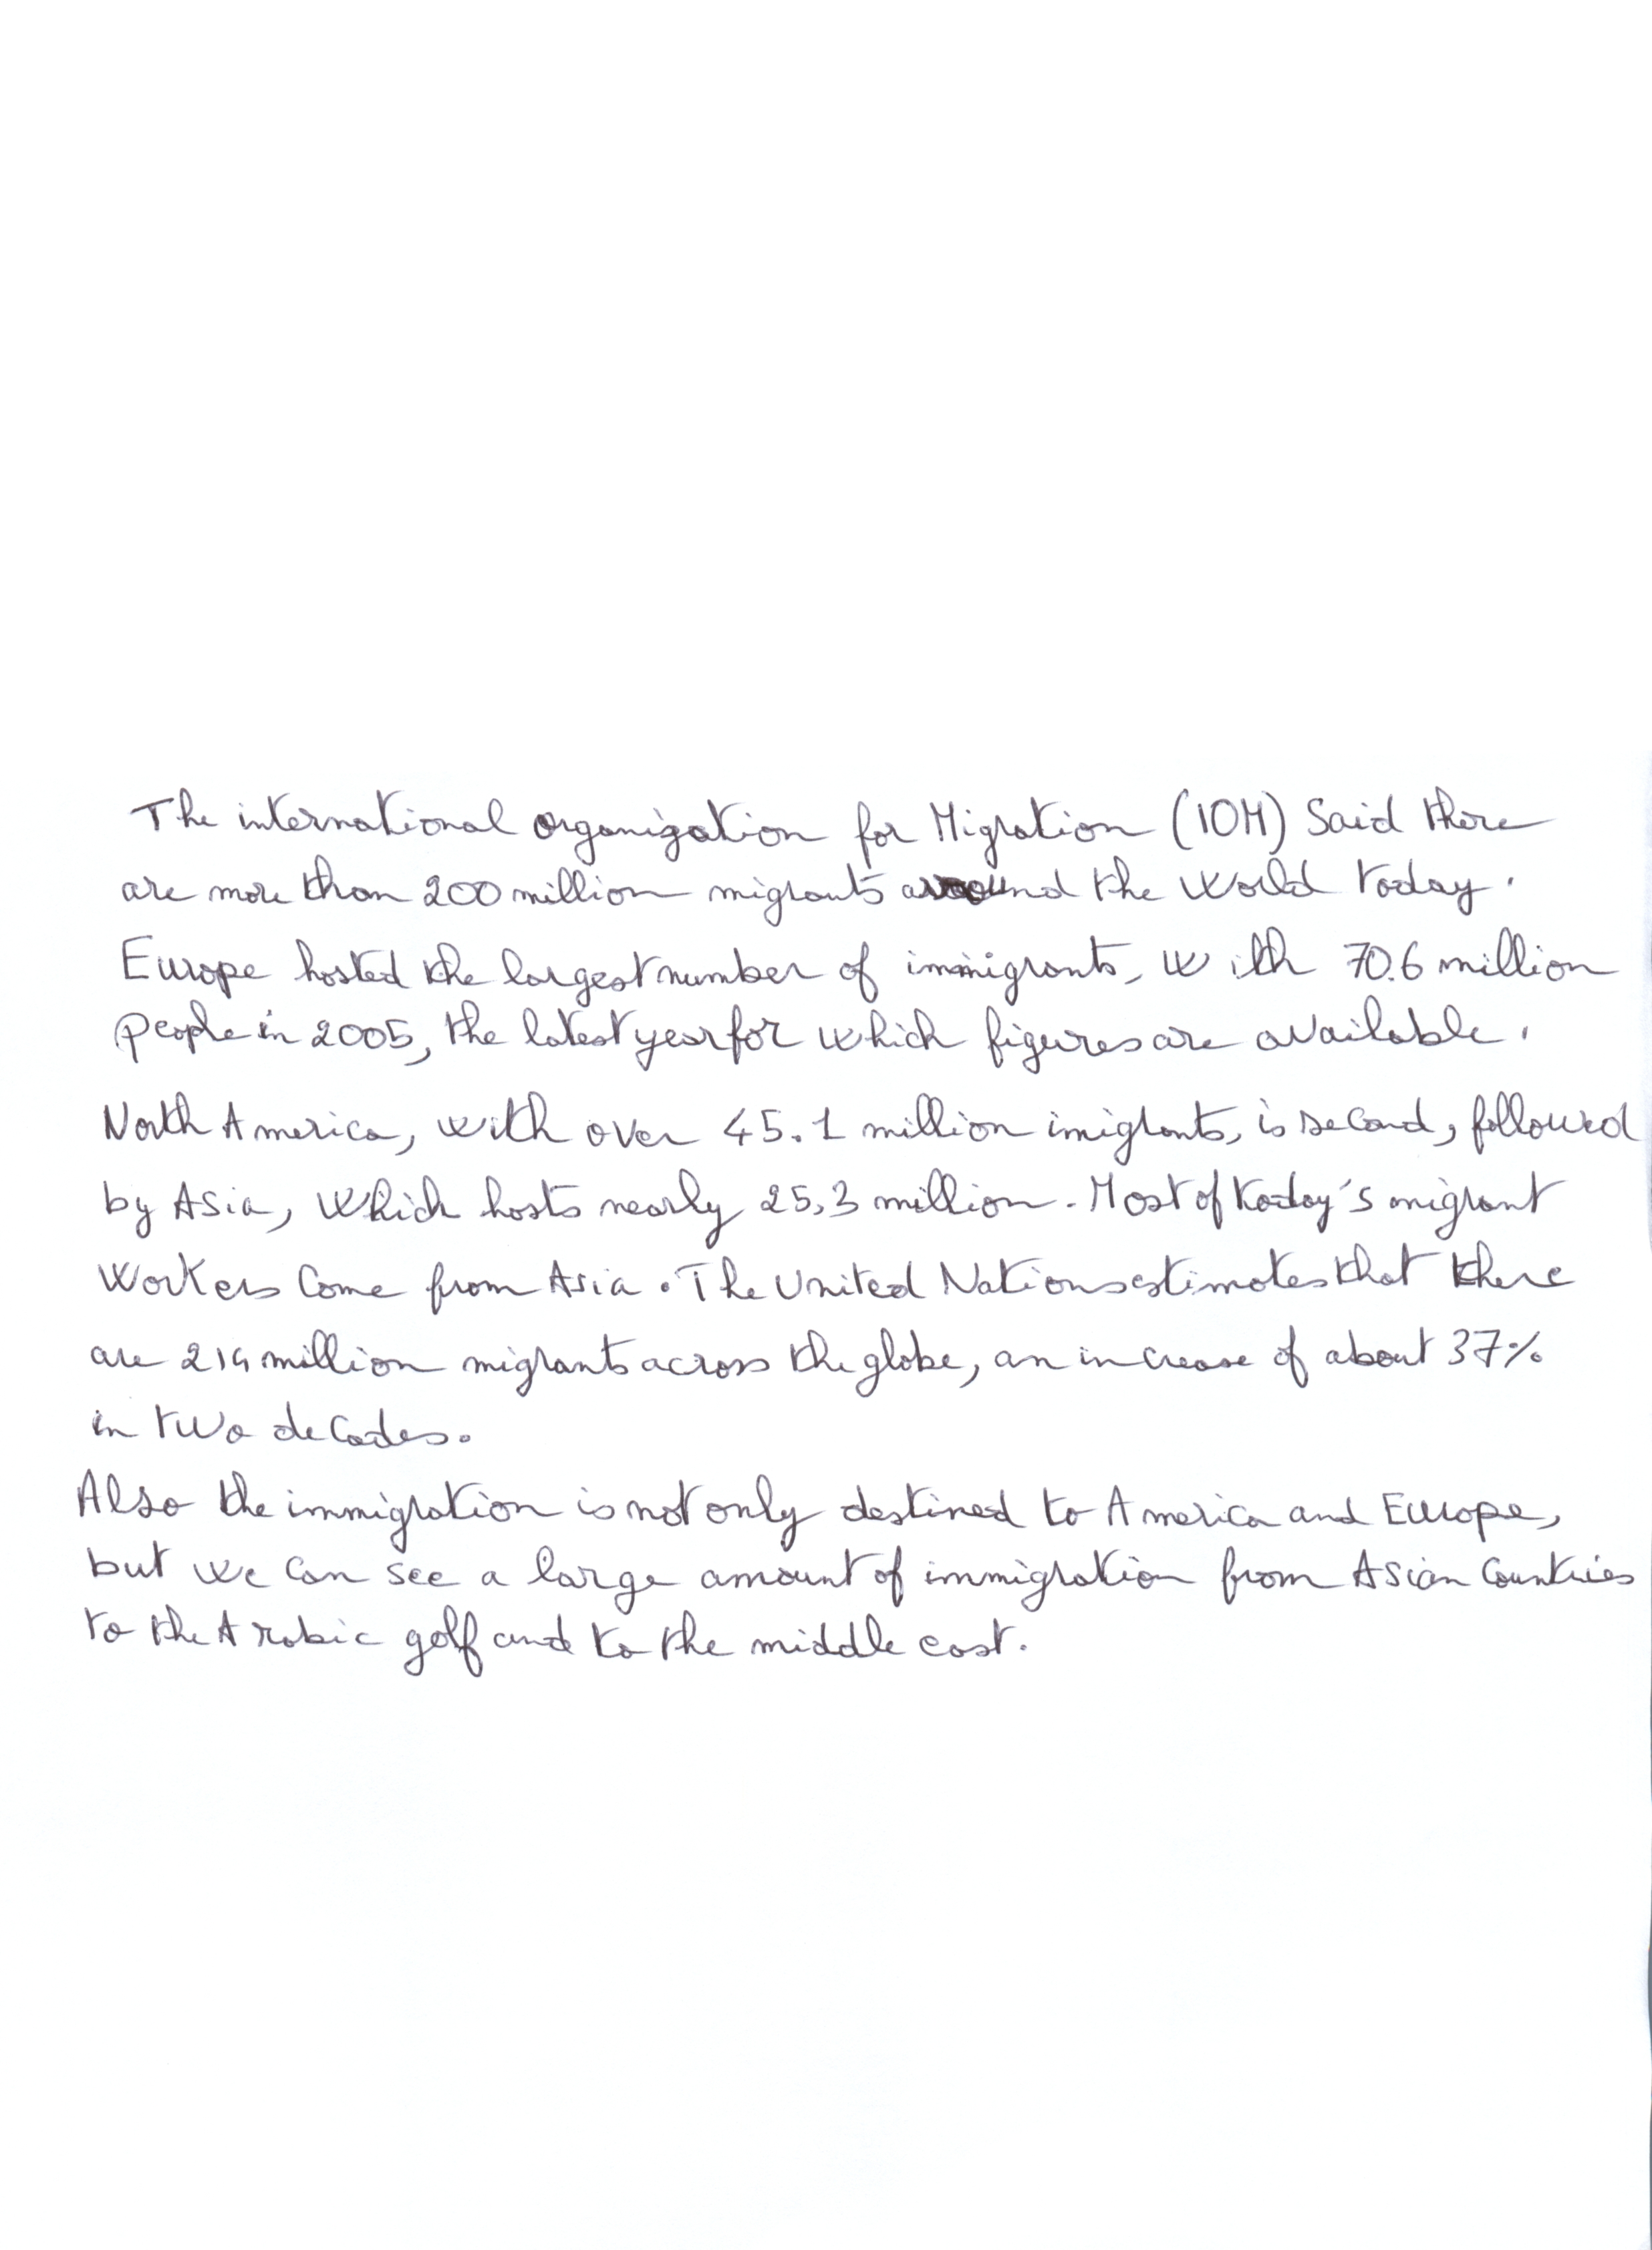 The international organization for Migration (IOM) Said there
are more than 200 million migrants around the World today.
Europe hosted the largest number of immigrants, with 70.6 million
people in 2005, the latest year for which figures are available.
North America, with over 45.1 million imigrants, is second, followed
by Asia, which hosts nearly 25,3 million. Most of today's migrant
Workers Come from Asia. The United Nations estimates that there
are 214 million migrants across the globe, an increase of about 37%
in two decades.
Also the immigration is not only destined to America and Europe,
but we can see a large amount of immigration from Asian Countries
to the Arabic golf and to the middle east.